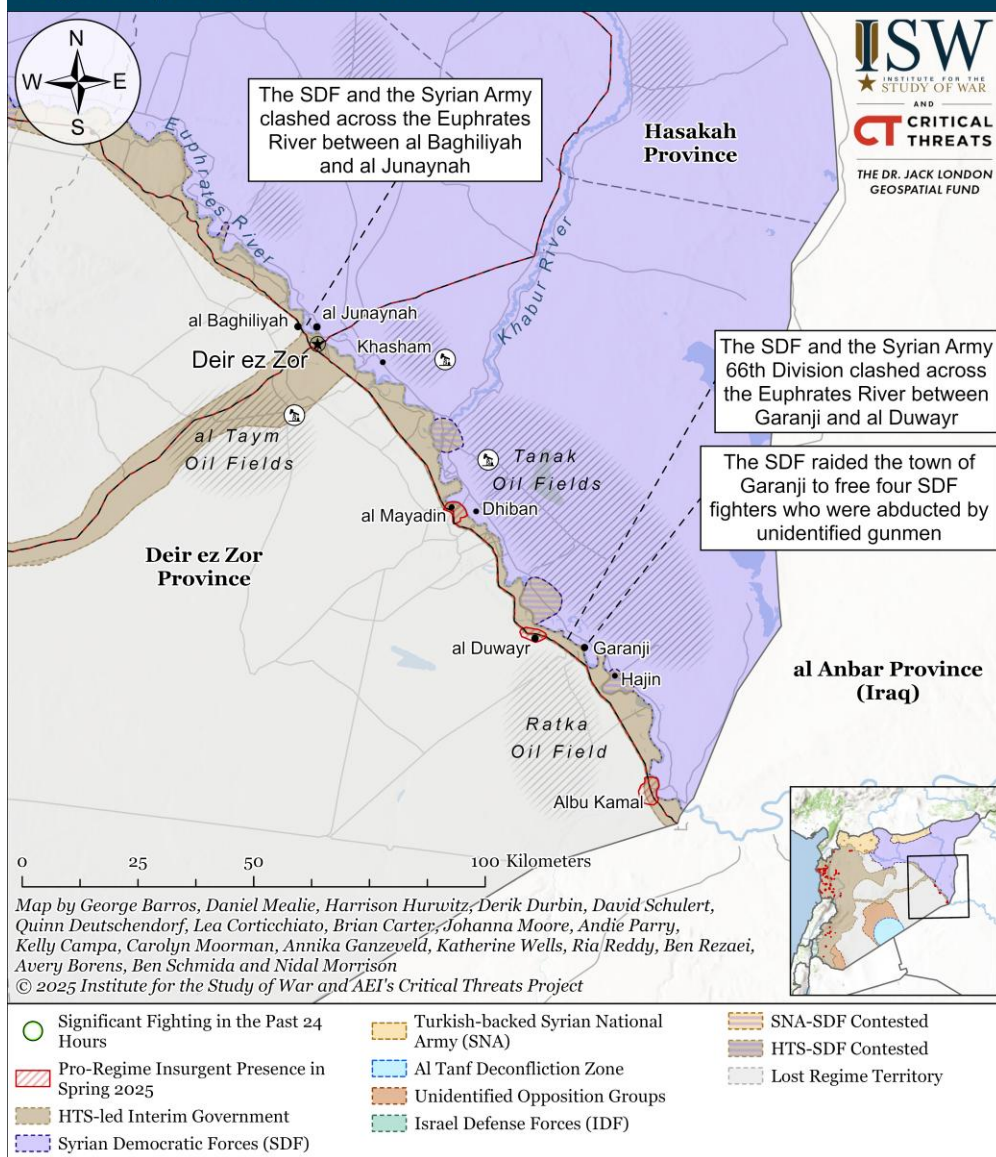 N
W
E
S
ISW
INSTITUTE FOR THE
STUDY OF WAR
AND
CT CRITICAL
THREATS
THE DR. JACK LONDON
GEOSPATIAL FUND
The SDF and the Syrian Army
clashed across the Euphrates
River between al Baghiliyah
and al Junaynah
Hasakah
Province
Euphrates River
Khabur River
al Baghiliyah
al Junaynah
Deir ez Zor
Khasham
The SDF and the Syrian Army
66th Division clashed across
the Euphrates River between
Garanji and al Duwayr
al Taym
Oil Fields
Tanak
Oil Fields
The SDF raided the town of
Garanji to free four SDF
fighters who were abducted by
unidentified gunmen
al Mayadin
Dhiban
Deir ez Zor
Province
al Duwayr
Garanji
Hajin
al Anbar Province
(Iraq)
Ratka
Oil Field
Albu Kamal
0 25 50 100 Kilometers
Map by George Barros, Daniel Mealie, Harrison Hurwitz, Derik Durbin, David Schulert,
Quinn Deutschendorf, Lea Corticchiato, Brian Carter, Johanna Moore, Andie Parry,
Kelly Campa, Carolyn Moorman, Annika Ganzeveld, Katherine Wells, Ria Reddy, Ben Rezaei,
Avery Borens, Ben Schmida and Nidal Morrison
© 2025 Institute for the Study of War and AEI's Critical Threats Project
Significant Fighting in the Past 24
Hours
Pro-Regime Insurgent Presence in
Spring 2025
HTS-led Interim Government
Syrian Democratic Forces (SDF)
Turkish-backed Syrian National
Army (SNA)
Al Tanf Deconfliction Zone
Unidentified Opposition Groups
Israel Defense Forces (IDF)
SNA-SDF Contested
HTS-SDF Contested
Lost Regime Territory